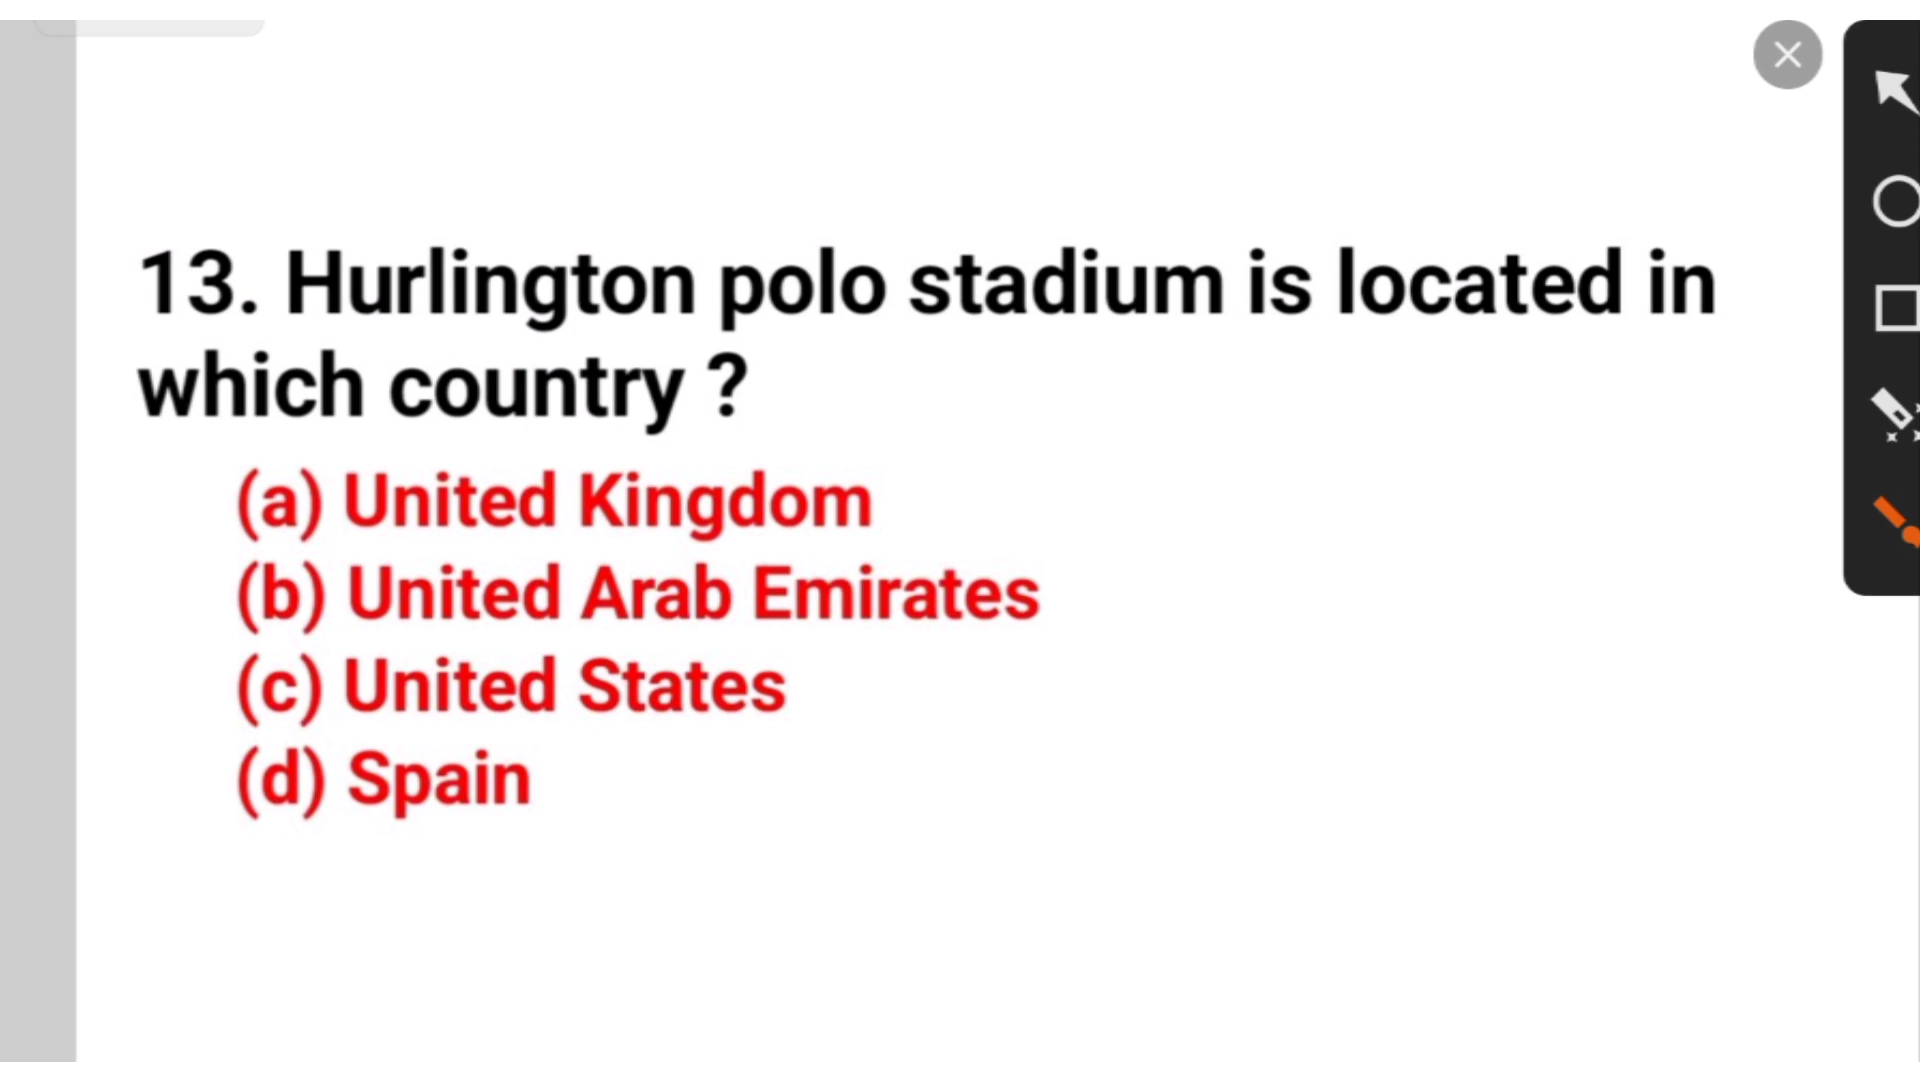 13. Hurlington polo stadium is located in
which country ?
(a) United Kingdom
(b) United Arab Emirates
(c) United States
(d) Spain